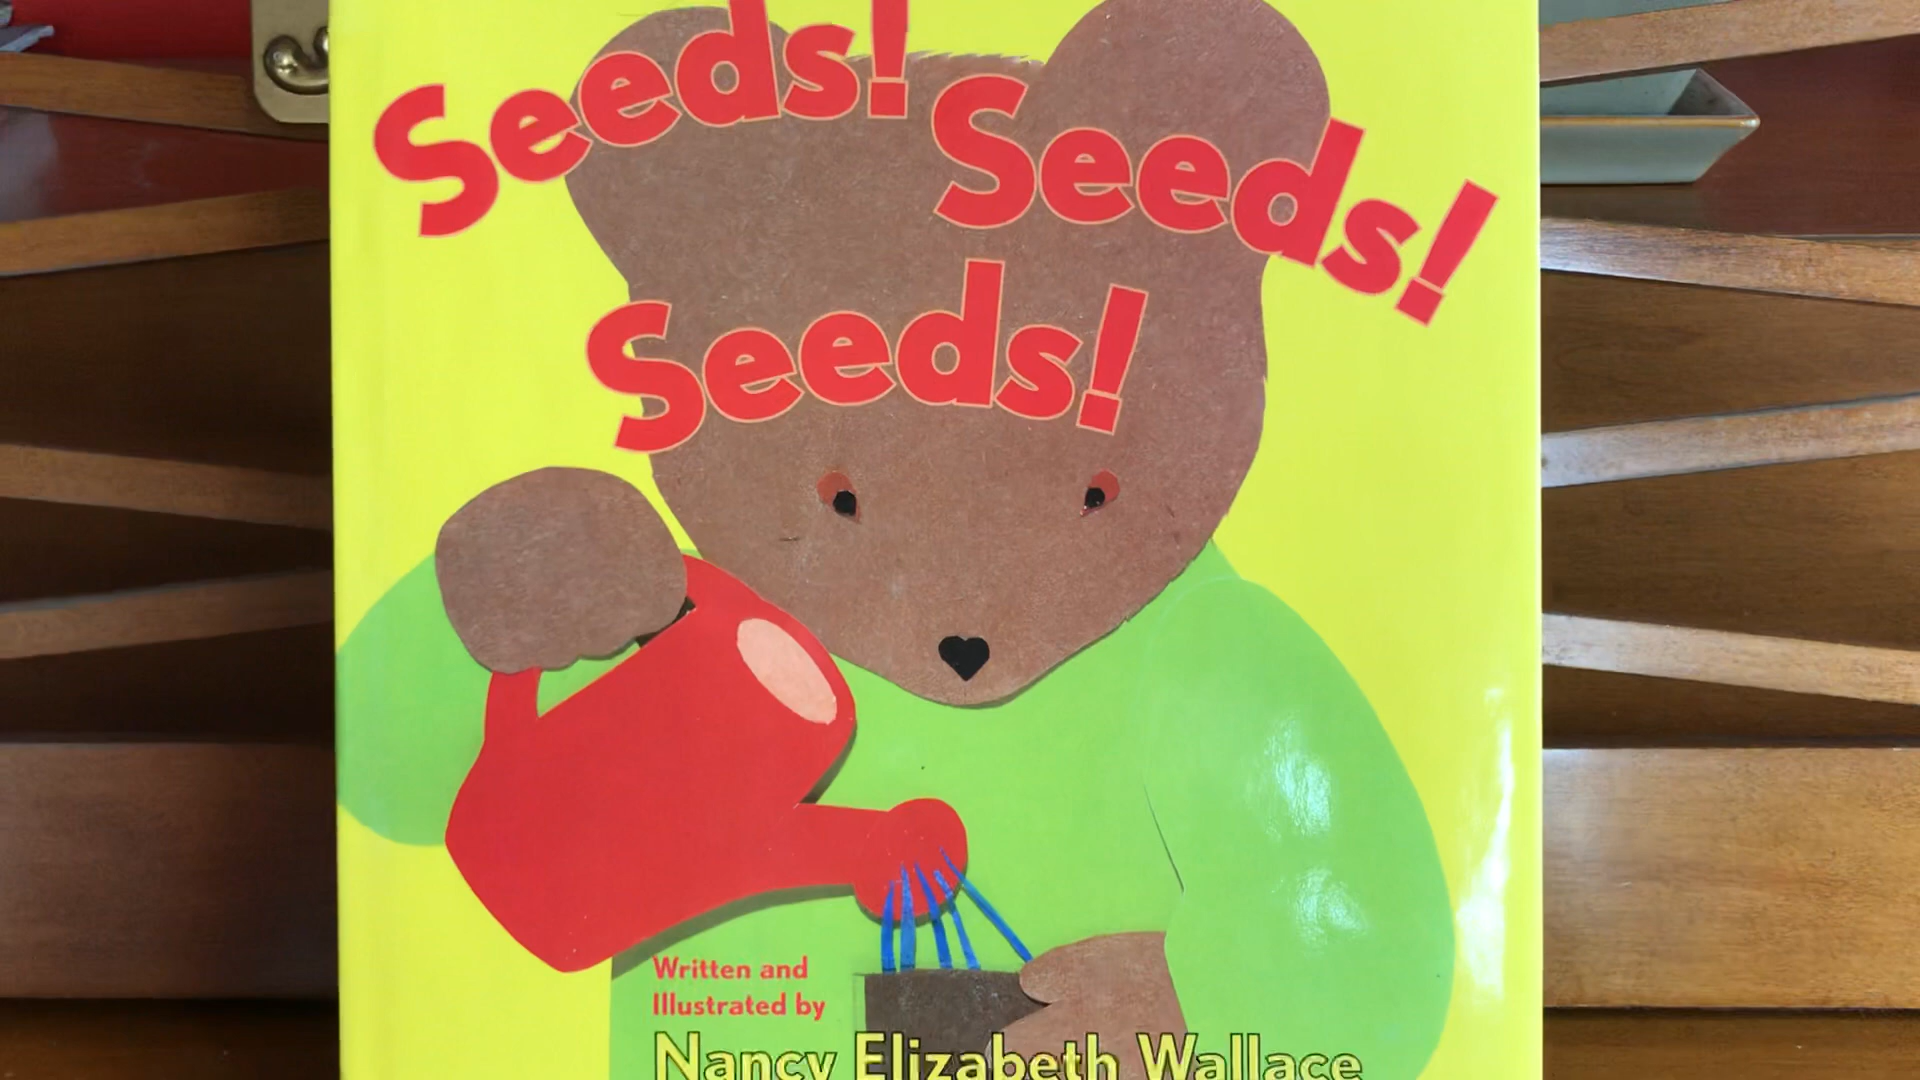 Seeds! Seeds!
Seeds!
Written and
Illustrated by
Nancy Elizabeth Wallace